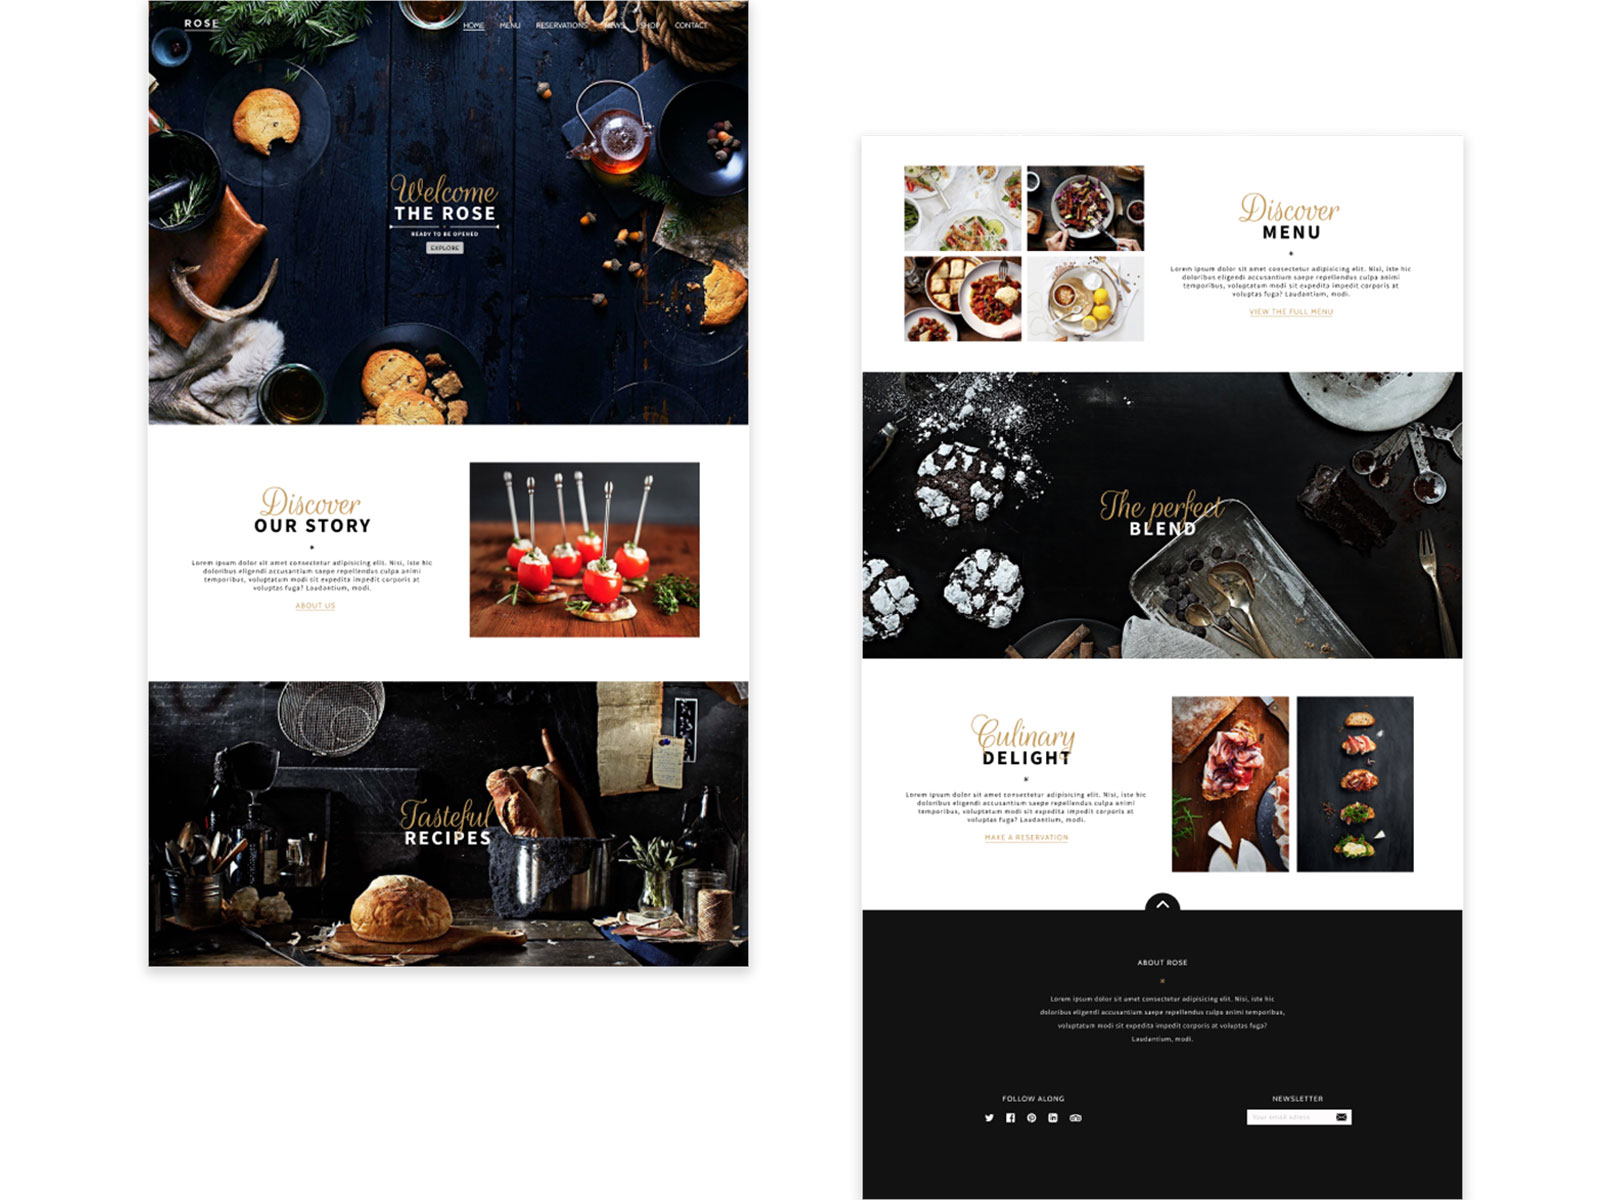 ROSE
HOME MENU RESERVATIONS NEWS SHOP CONTACT
Welcome
THE ROSE
READY TO BE OPENED
EXPLORE
Discover
OUR STORY
Lorem ipsum dolor sit amet consectetur adipisicing elit. Nisi, iste hic
doloribus eligendi accusantium saepe repellendus culpa animi
temporibus, voluptatum modi sit expedita impedit corporis at
voluptas fuga? Laudantium, modi.
ABOUT US
Tasteful
RECIPES
Discover
MENU
Lorem ipsum dolor sit amet consectetur adipisicing elit. Nisi, iste hic
doloribus eligendi accusantium saepe repellendus culpa animi
temporibus, voluptatum modi sit expedita impedit corporis at
voluptas fuga? Laudantium, modi.
VIEW THE FULL MENU
The perfect
BLEND
Culinary
DELIGHT
Lorem ipsum dolor sit amet consectetur adipisicing elit. Nisi, iste hic
doloribus eligendi accusantium saepe repellendus culpa animi
temporibus, voluptatum modi sit expedita impedit corporis at
voluptas fuga? Laudantium, modi.
MAKE A RESERVATION
ABOUT ROSE
Lorem ipsum dolor sit amet consectetur adipisicing elit. Nisi, iste hic
doloribus eligendi accusantium saepe repellendus culpa animi temporibus,
voluptatum modi sit expedita impedit corporis at voluptas fuga?
Laudantium, modi.
FOLLOW ALONG
NEWSLETTER
Your email adress